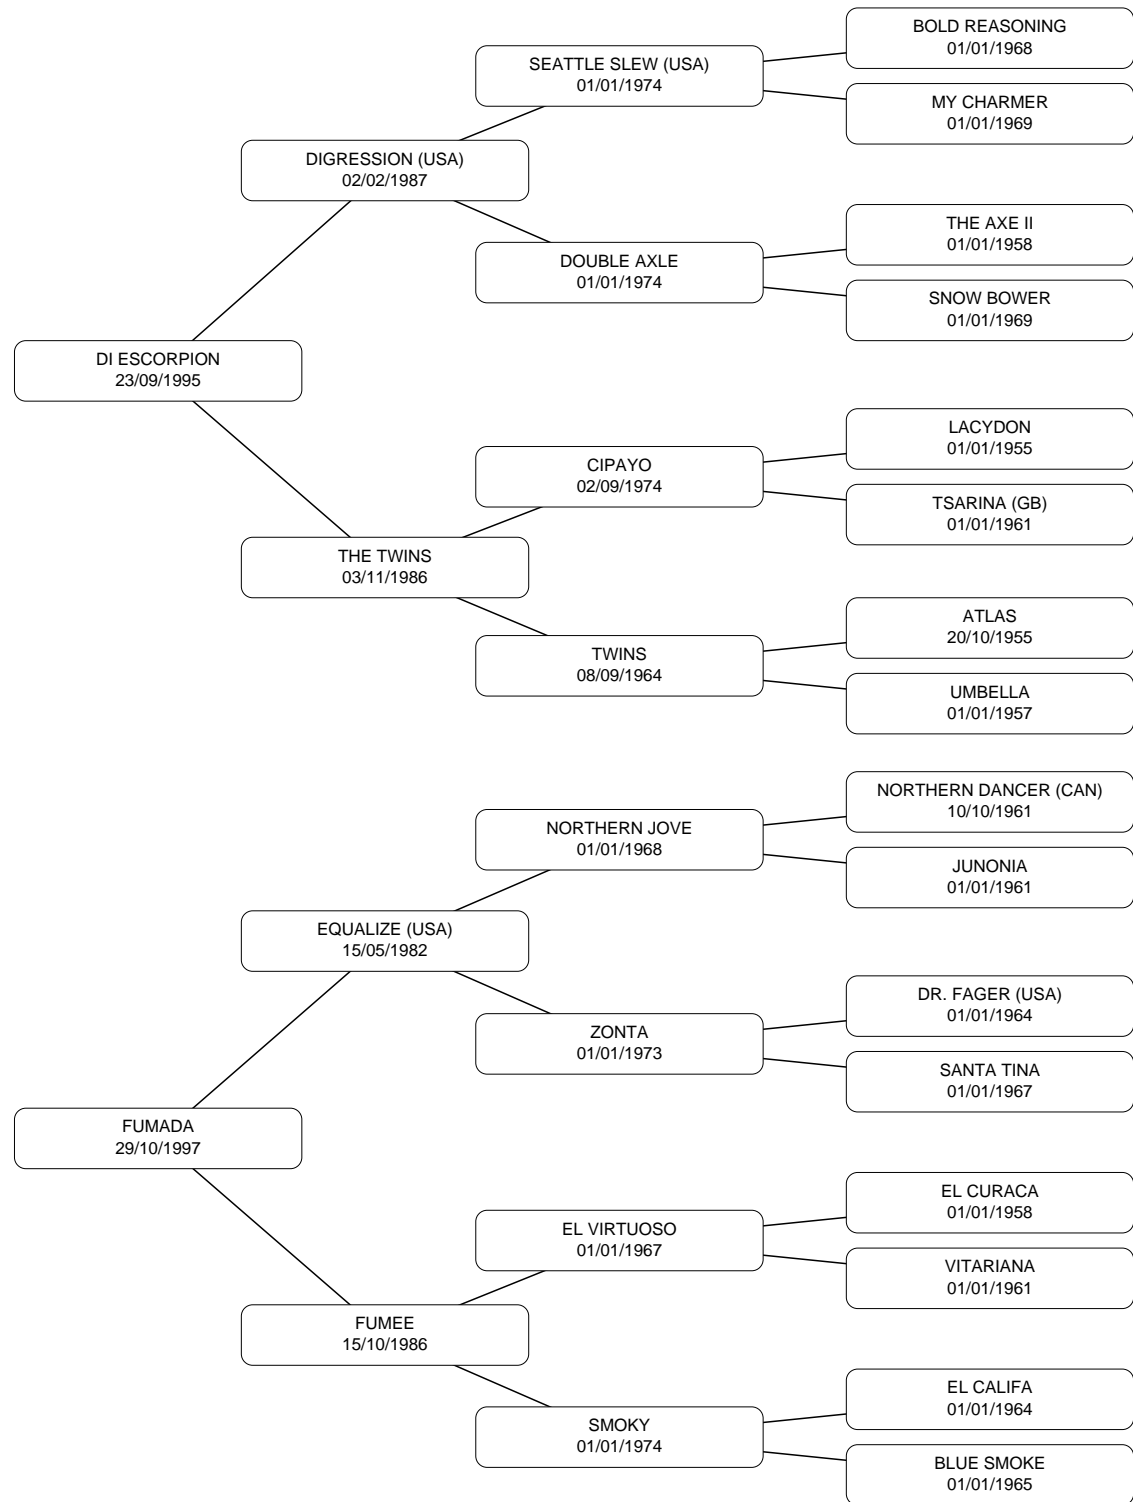 BOLD REASONING
01/01/1968
SEATTLE SLEW (USA)
01/01/1974
MY CHARMER
01/01/1969
DIGRESSION (USA)
02/02/1987
THE AXE II
01/01/1958
DOUBLE AXLE
01/01/1974
SNOW BOWER
01/01/1969
DI ESCORPION
23/09/1995
LACYDON
01/01/1955
CIPAYO
02/09/1974
TSARINA (GB)
01/01/1961
THE TWINS
03/11/1986
ATLAS
20/10/1955
TWINS
08/09/1964
UMBELLA
01/01/1957
NORTHERN DANCER (CAN)
10/10/1961
NORTHERN JOVE
01/01/1968
JUNONIA
01/01/1961
EQUALIZE (USA)
15/05/1982
DR. FAGER (USA)
01/01/1964
ZONTA
01/01/1973
SANTA TINA
01/01/1967
FUMADA
29/10/1997
EL CURACA
01/01/1958
EL VIRTUOSO
01/01/1967
VITARIANA
01/01/1961
FUMEE
15/10/1986
EL CALIFA
01/01/1964
SMOKY
01/01/1974
BLUE SMOKE
01/01/1965